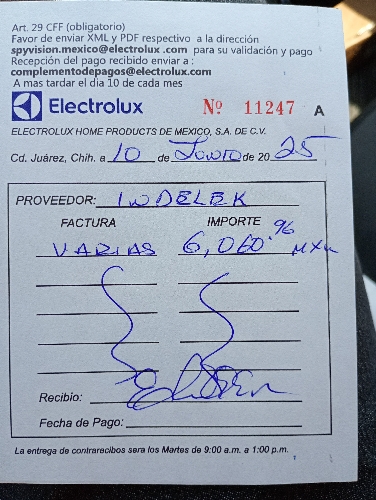 Art. 29 CFF (obligatorio)
Favor de enviar XML y PDF respectivo a la dirección
spyvision.mexico@electrolux .com para su validación y pago
Recepción del pago recibido enviar a :
complementodepagos@electrolux.com
A mas tardar el dia 10 de cada mes
Electrolux Nº 11247 A
ELECTROLUX HOME PRODUCTS DE MEXICO, S.A. DE C.V.
Cd. Juárez, Chih. a 10 de Junio de 20 25
PROVEEDOR: INDELEK
FACTURA IMPORTE
VARIAS 6,060.96 MXN
Recibio:
Fecha de Pago:
La entrega de contrarecibos sera los Martes de 9:00 a.m. a 1:00 p.m.